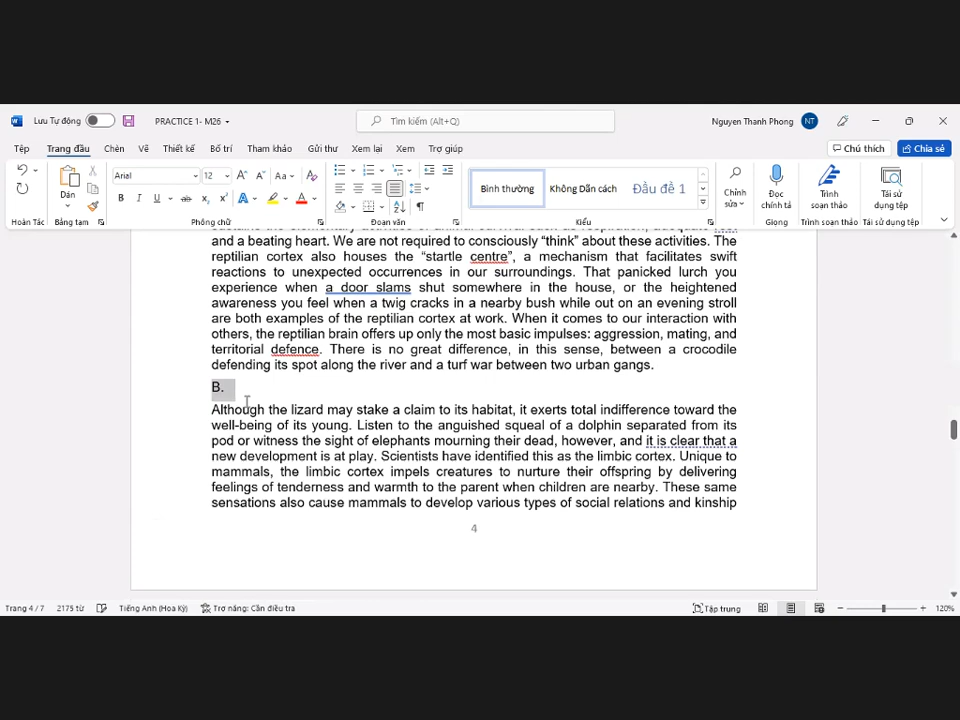 Lưu Tự động
PRACTICE 1- M26
Tìm kiếm (Alt+Q)
Nguyen Thanh Phong
NT
Tệp Trang đầu Chèn Vẽ Thiết kế Bố trí Tham khảo Gửi thư Xem lại Xem Trợ giúp
Chú thích Chia sẻ
Arial 12
Dán
Bình thường Không Dãn cách Đầu đề 1
Chỉnh sửa
Đọc chính tả
Trình soạn thảo
Tái sử dụng tệp
Hoàn Tác Bảng tạm Phông chữ Kiểu Giọng Trình soạn thảo Tái sử dụng tệp
and a beating heart. We are not required to consciously “think” about these activities. The
reptilian cortex also houses the “startle centre”, a mechanism that facilitates swift
reactions to unexpected occurrences in our surroundings. That panicked lurch you
experience when a door slams shut somewhere in the house, or the heightened
awareness you feel when a twig cracks in a nearby bush while out on an evening stroll
are both examples of the reptilian cortex at work. When it comes to our interaction with
others, the reptilian brain offers up only the most basic impulses: aggression, mating, and
territorial defence. There is no great difference, in this sense, between a crocodile
defending its spot along the river and a turf war between two urban gangs.
B.
Although the lizard may stake a claim to its habitat, it exerts total indifference toward the
well-being of its young. Listen to the anguished squeal of a dolphin separated from its
pod or witness the sight of elephants mourning their dead, however, and it is clear that a
new development is at play. Scientists have identified this as the limbic cortex. Unique to
mammals, the limbic cortex impels creatures to nurture their offspring by delivering
feelings of tenderness and warmth to the parent when children are nearby. These same
sensations also cause mammals to develop various types of social relations and kinship
4
Trang 4 / 7 2175 từ Tiếng Anh (Hoa Kỳ) Trợ năng: Cần điều tra
Tập trung
120%